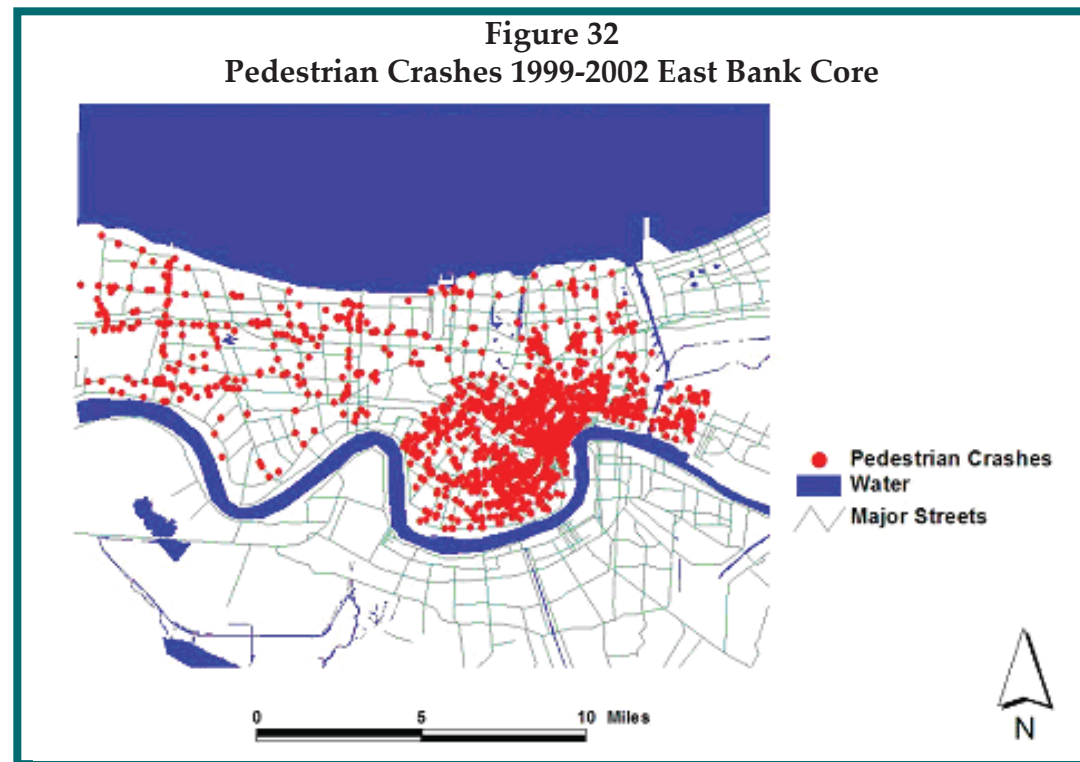 Figure 32
Pedestrian Crashes 1999-2002 East Bank Core
Pedestrian Crashes
Water
Major Streets
0 5 10 Miles
N